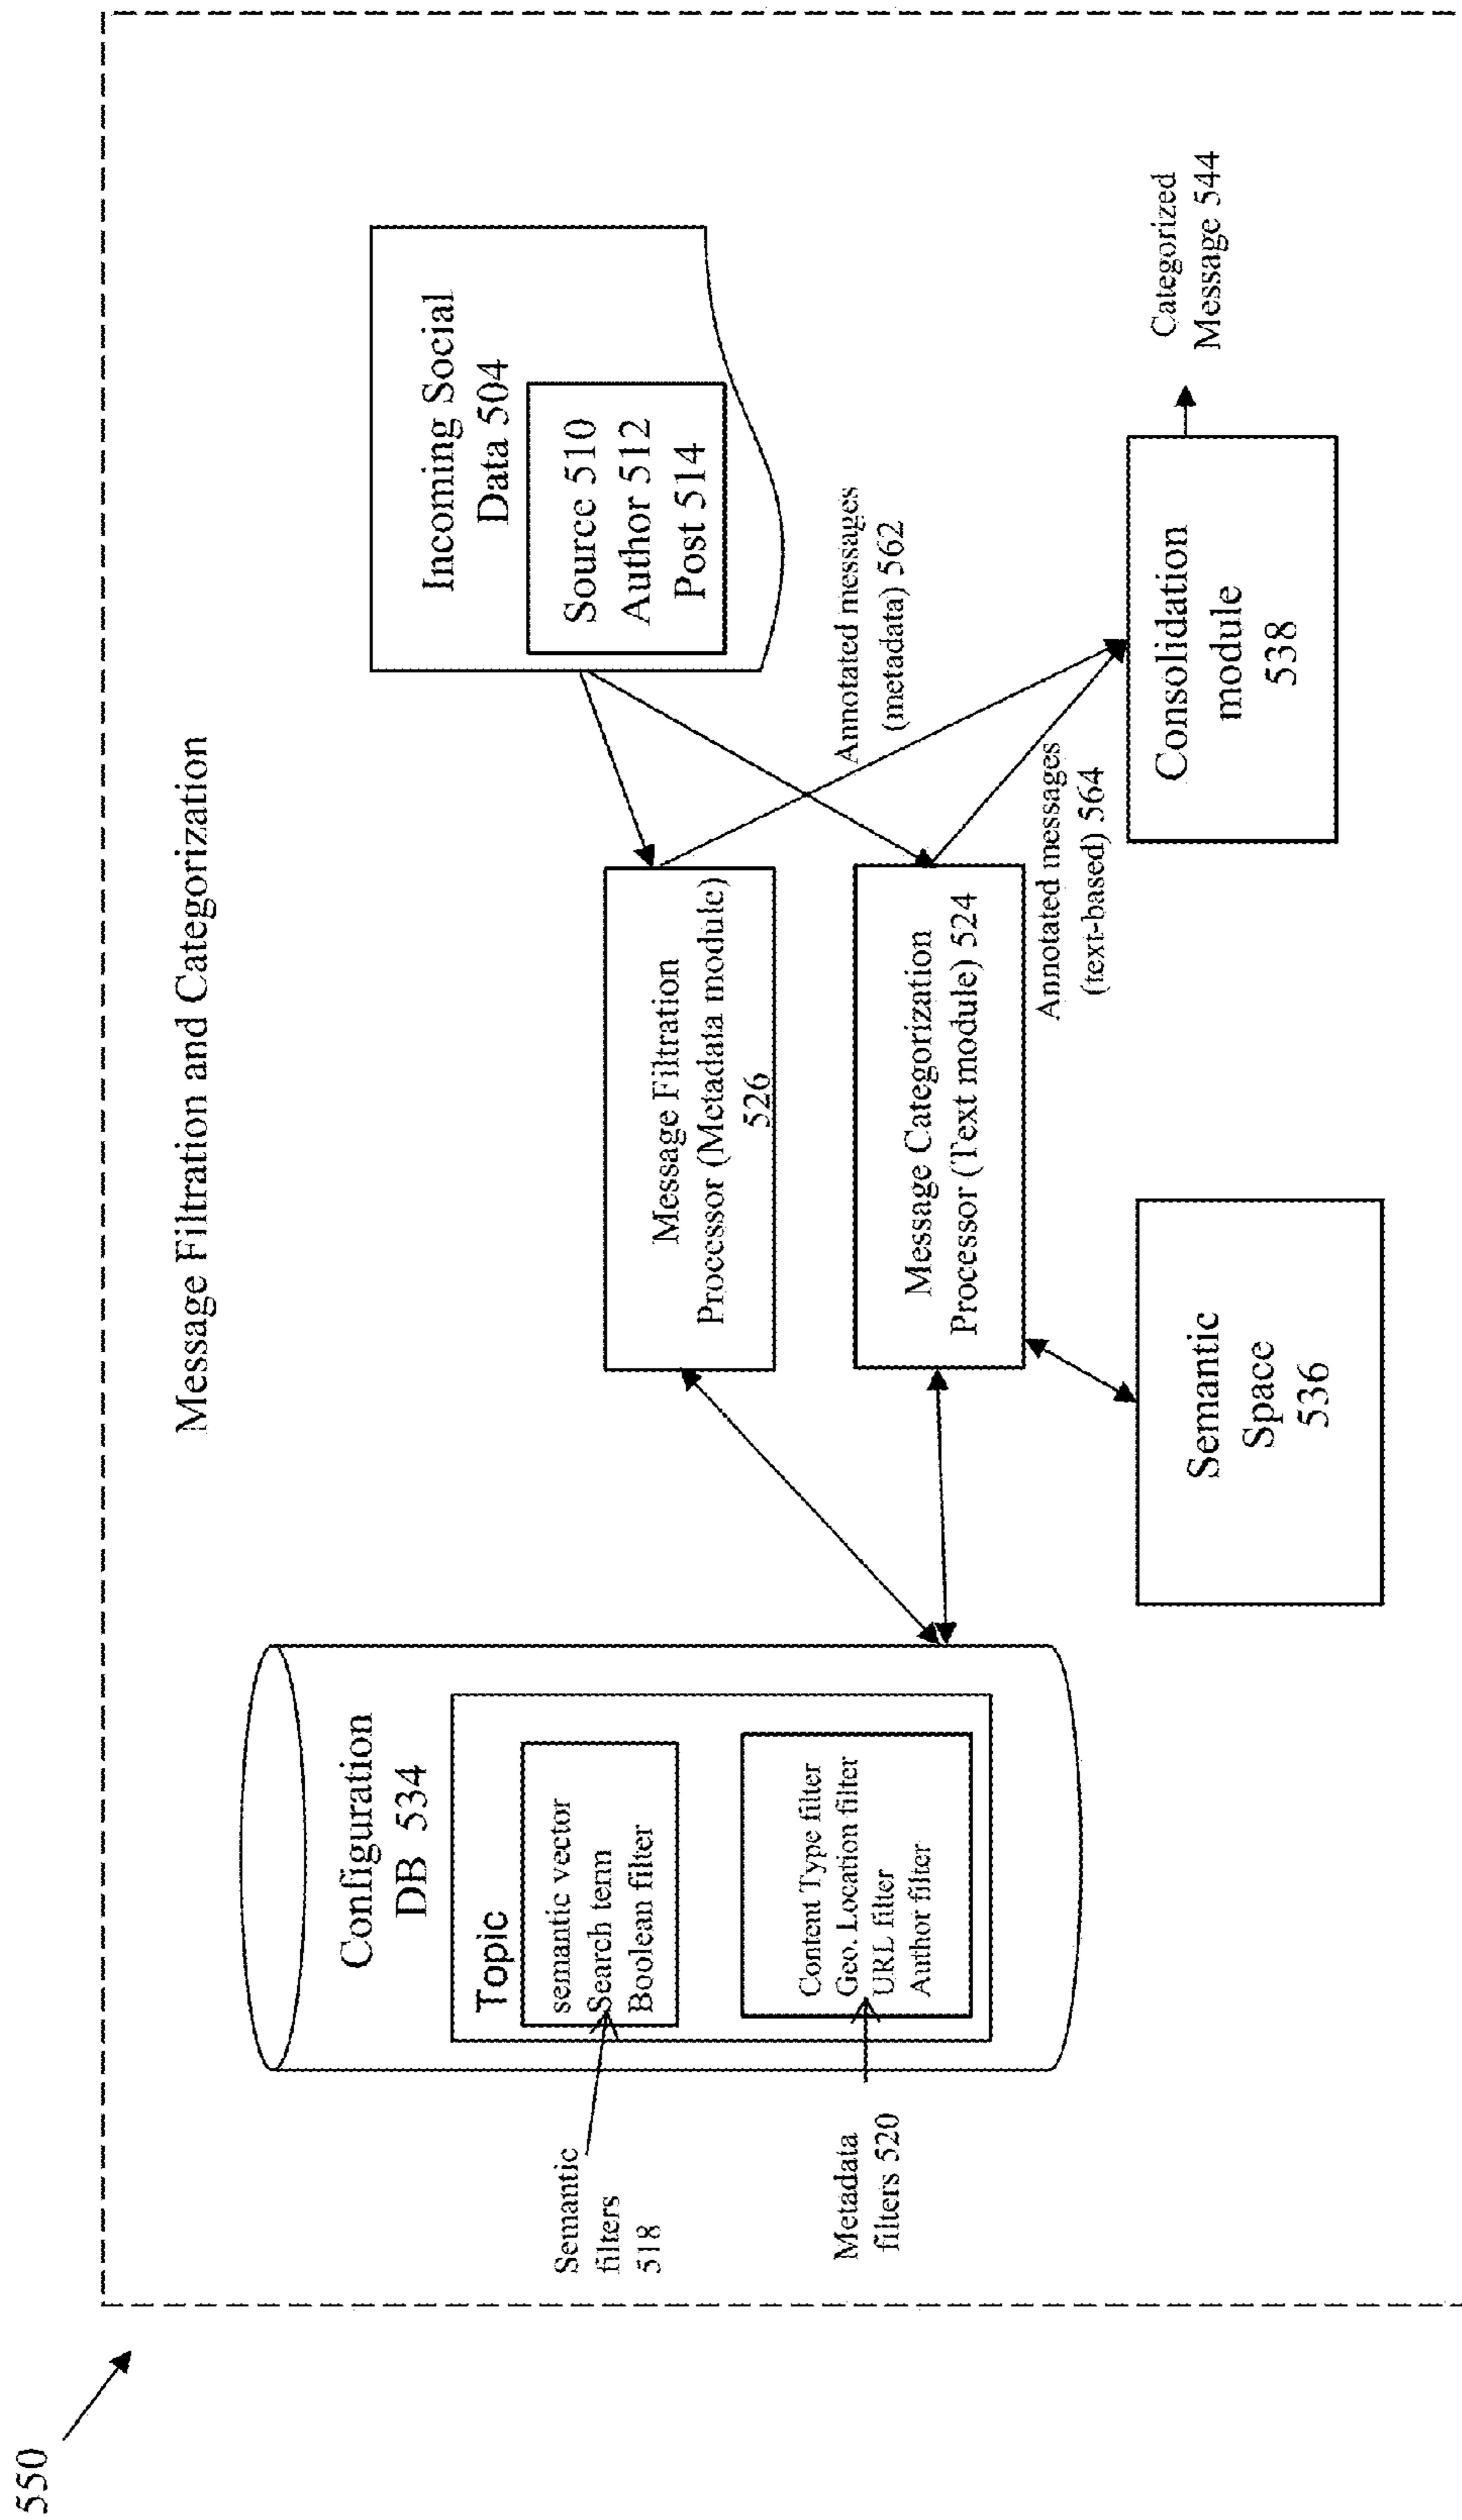 550
Message Filtration and Categorization
Configuration
DB 534
Topic
semantic vector
Search term
Boolean filter
Content Type filter
Geo. Location filter
URL filter
Author filter
Semantic
filters
518
Metadata
filters 520
Message Filtration
Processor (Metadata module)
526
Message Categorization
Processor (Text module) 524
Semantic
Space
536
Incoming Social
Data 504
Source 510
Author 512
Post 514
Annotated messages
(metadata) 562
Annotated messages
(text-based) 564
Consolidation
module
538
Categorized
Message 544